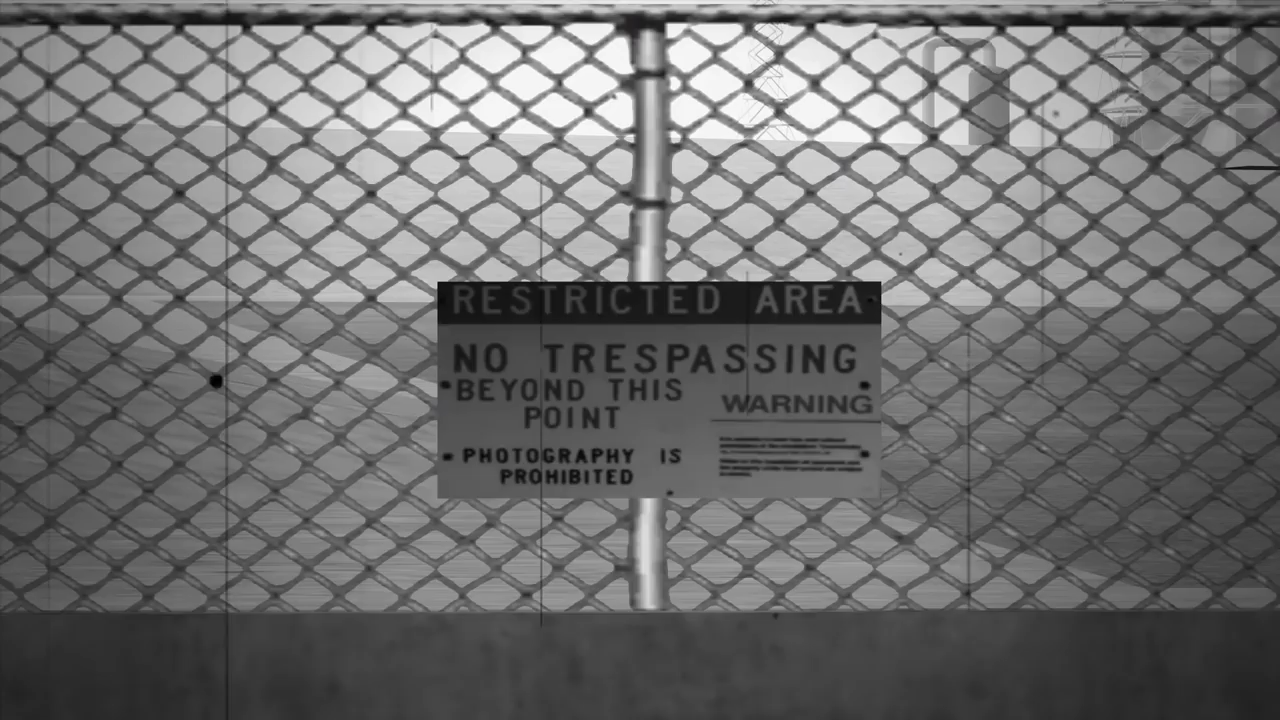 RESTRICTED AREA
NO TRESPASSING
BEYOND THIS
POINT
PHOTOGRAPHY IS
PROHIBITED
WARNING